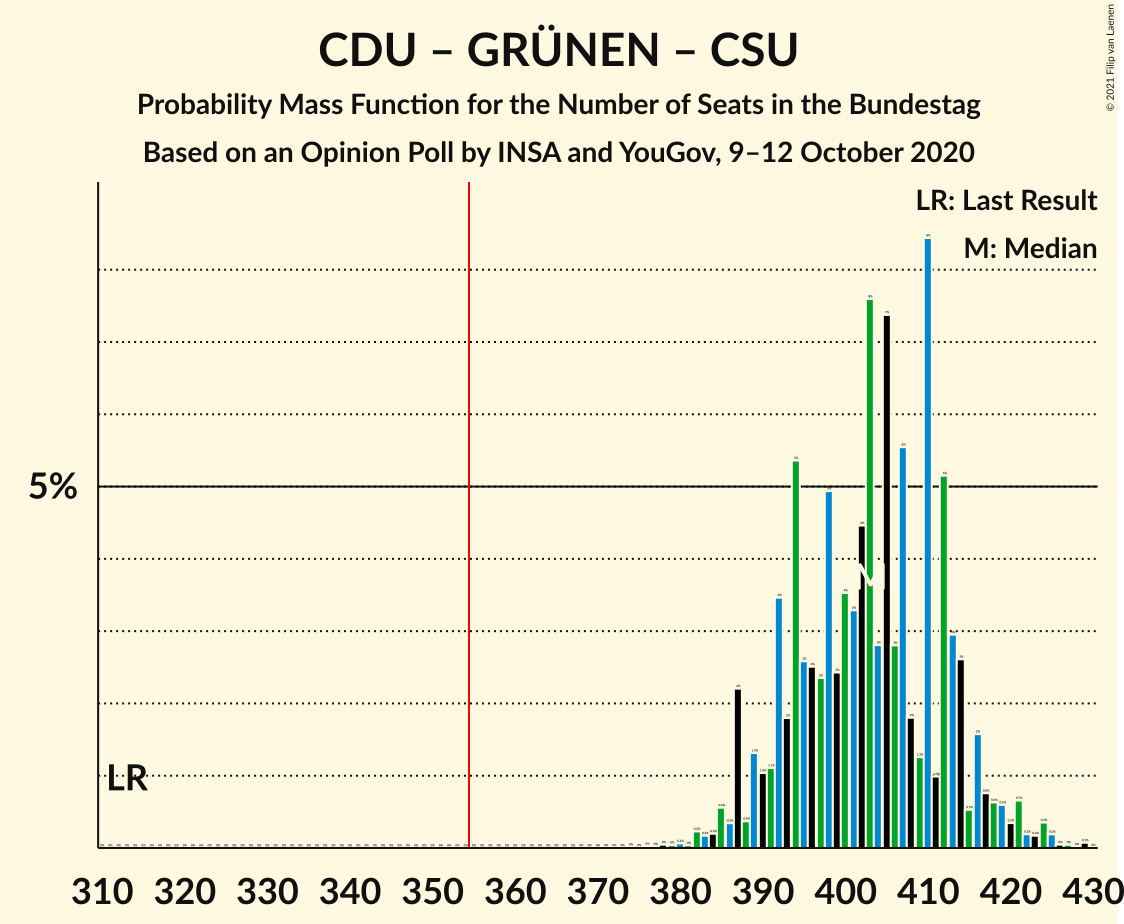 CDU – GRÜNEN – CSU
Probability Mass Function for the Number of Seats in the Bundestag
Based on an Opinion Poll by INSA and YouGov, 9–12 October 2020
© 2021 Filip van Laenen
LR: Last Result
M: Median
5%
M
LR
310 320 330 340 350 360 370 380 390 400 410 420 430